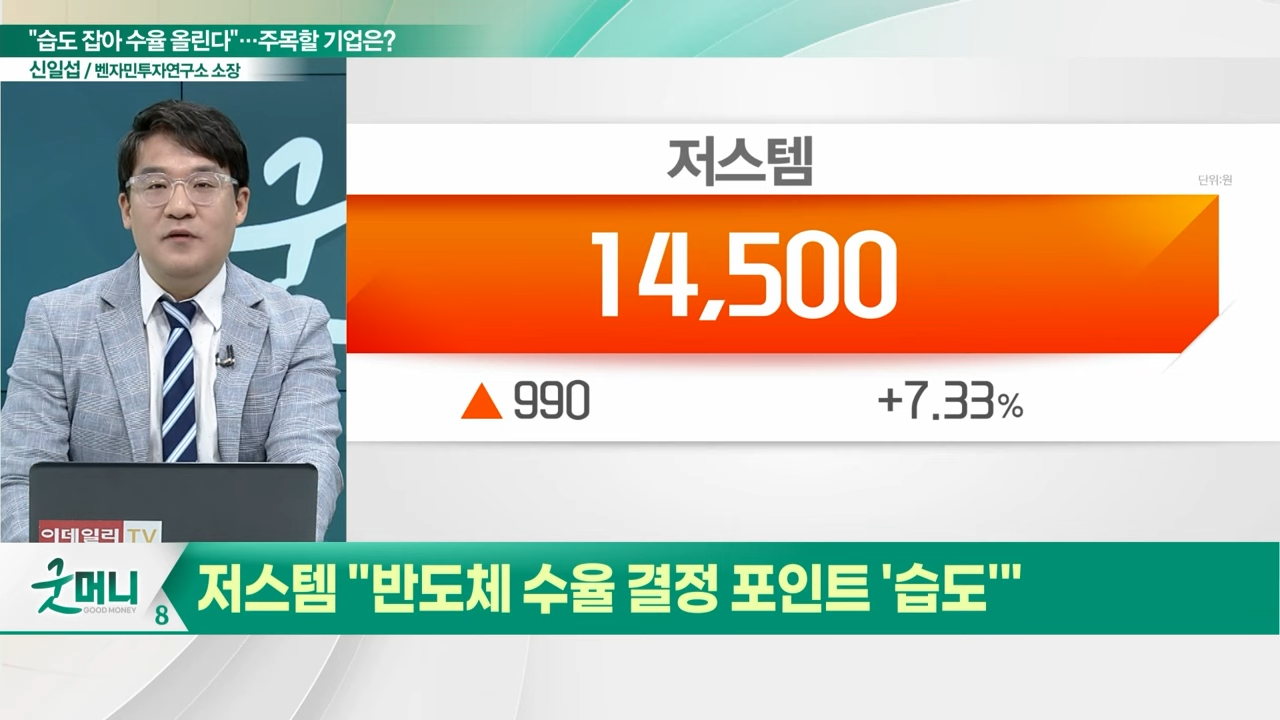 "습도 잡아 수율 올린다"…주목할 기업은?
신일섭 / 벤자민투자연구소 소장
저스템
단위:원
14,500
▲ 990
+7.33%
이데일리 TV
굿머니
GOOD MONEY
8
저스템 "반도체 수율 결정 포인트 '습도'"